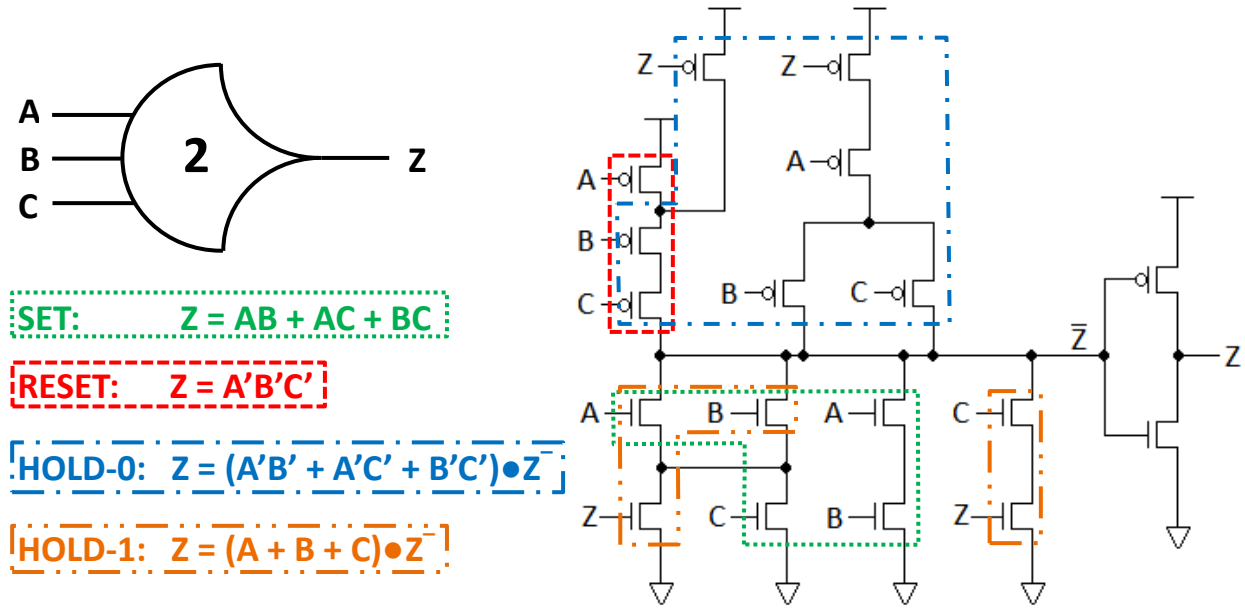 A
B
C
2
Z
SET: Z = AB + AC + BC
RESET: Z = A'B'C'
HOLD-0: Z = (A'B' + A'C' + B'C')●Z⁻
HOLD-1: Z = (A + B + C)●Z⁻
Z
Z
A
A
B
C
B
C
Z̅
Z
A
B
A
C
Z
C
B
Z